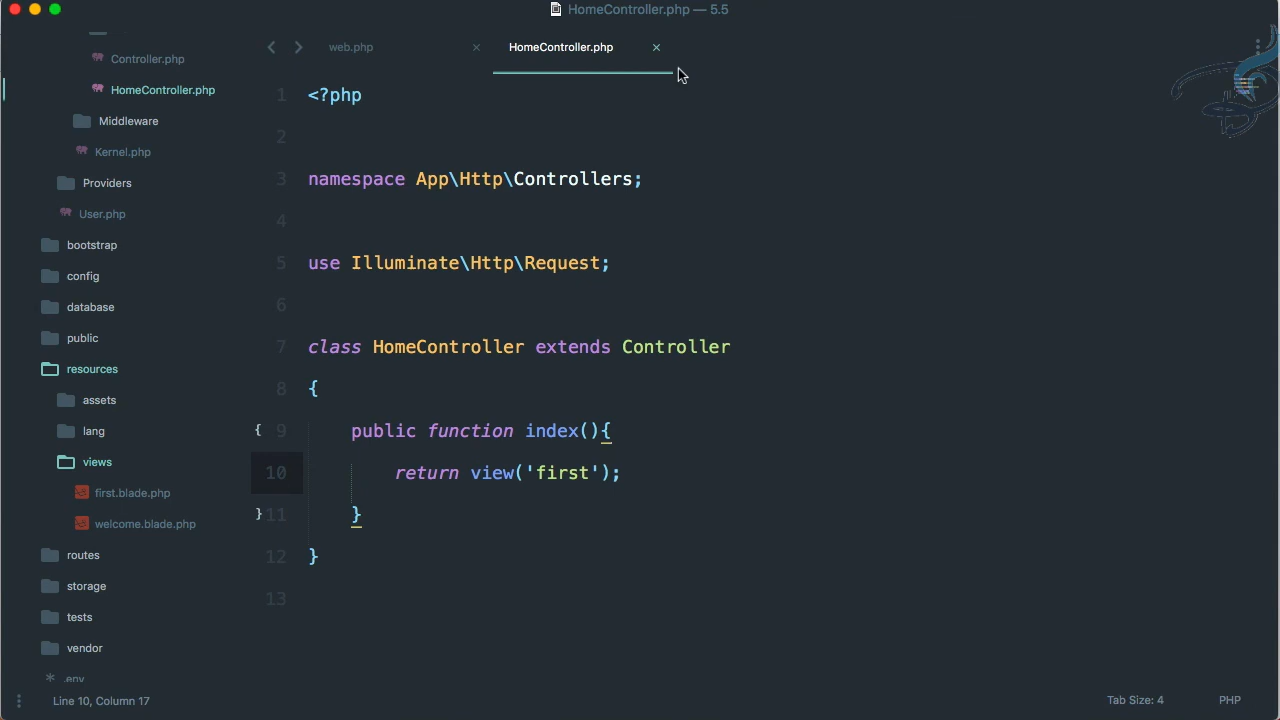 HomeController.php — 5.5
Controller.php
HomeController.php
Middleware
Kernel.php
Providers
User.php
bootstrap
config
database
public
resources
assets
lang
views
first.blade.php
welcome.blade.php
routes
storage
tests
vendor
.env
web.php
HomeController.php
1 <?php
2
3 namespace App\Http\Controllers;
4
5 use Illuminate\Http\Request;
6
7 class HomeController extends Controller
8 {
9 public function index(){
10 return view('first');
11 }
12 }
13
Line 10, Column 17
Tab Size: 4
PHP